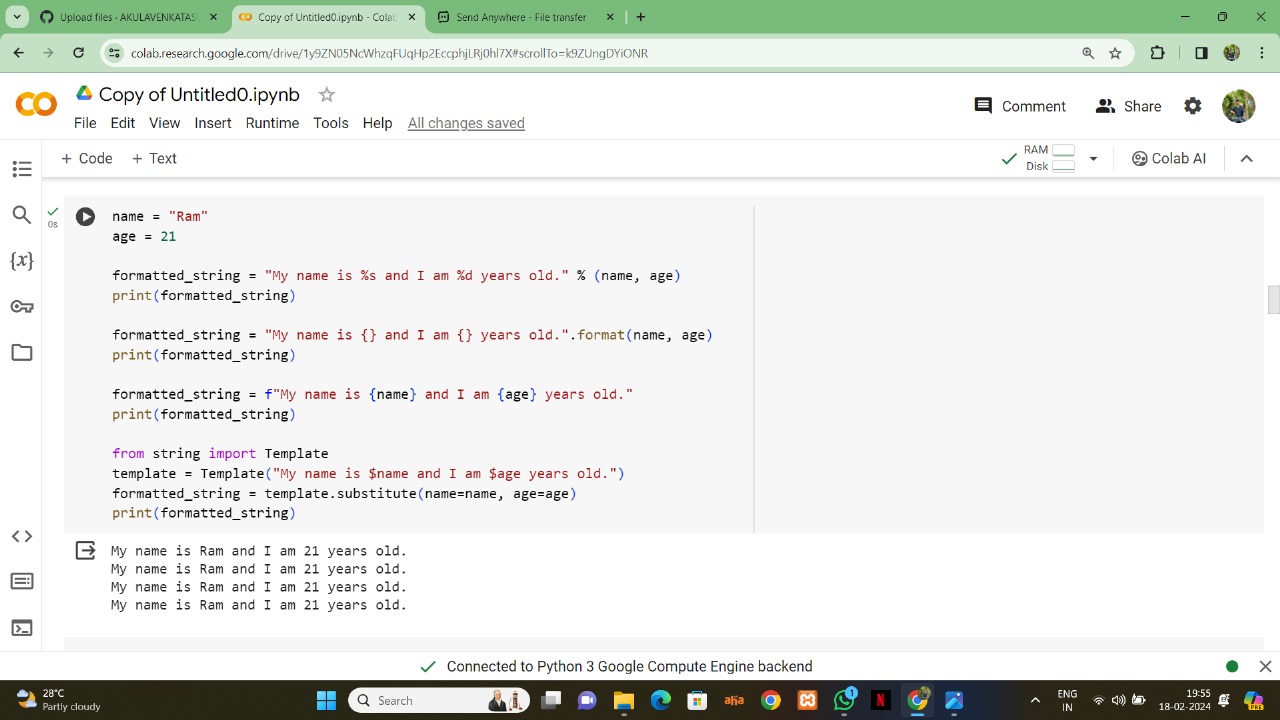 Upload files · AKULAVENKATAS
Copy of Untitled0.ipynb - Colab
Send Anywhere - File transfer
colab.research.google.com/drive/1y9ZN05NcWhzqFUqHp2EccphjLRj0hl7X#scrollTo=k9ZUngDYiONR
Copy of Untitled0.ipynb
Comment
Share
File Edit View Insert Runtime Tools Help All changes saved
+ Code + Text
RAM
Disk
Colab AI
0s
name = "Ram"
age = 21
formatted_string = "My name is %s and I am %d years old." % (name, age)
print(formatted_string)
formatted_string = "My name is {} and I am {} years old.".format(name, age)
print(formatted_string)
formatted_string = f"My name is {name} and I am {age} years old."
print(formatted_string)
from string import Template
template = Template("My name is $name and I am $age years old.")
formatted_string = template.substitute(name=name, age=age)
print(formatted_string)
My name is Ram and I am 21 years old.
My name is Ram and I am 21 years old.
My name is Ram and I am 21 years old.
My name is Ram and I am 21 years old.
Connected to Python 3 Google Compute Engine backend
28°C
Partly cloudy
Search
aha
1
N
ENG
IN
19:55
18-02-2024
PRE